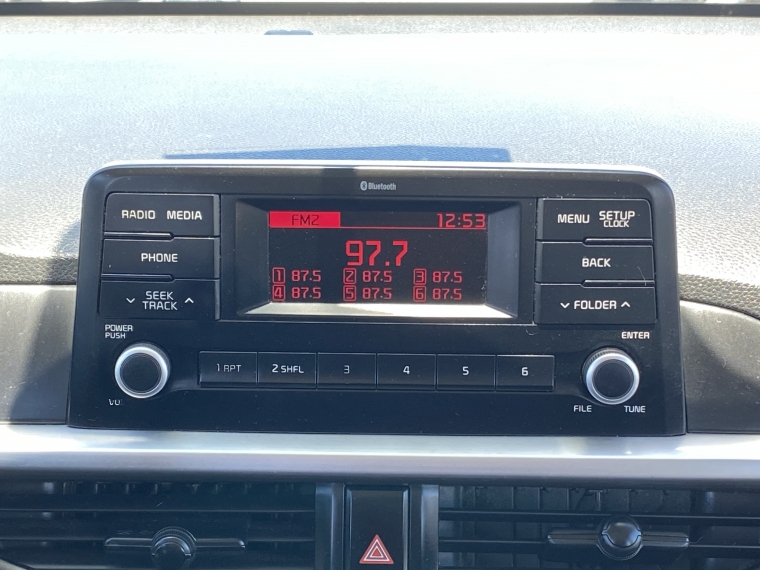 Bluetooth
RADIO MEDIA
FM2 12:53
MENU SETUP
CLOCK
PHONE
97.7
BACK
1 87.5 2 87.5 3 87.5
4 87.5 5 87.5 6 87.5
SEEK
TRACK
FOLDER
POWER
PUSH
ENTER
1 RPT 2 SHFL 3 4 5 6
VOL
FILE TUNE